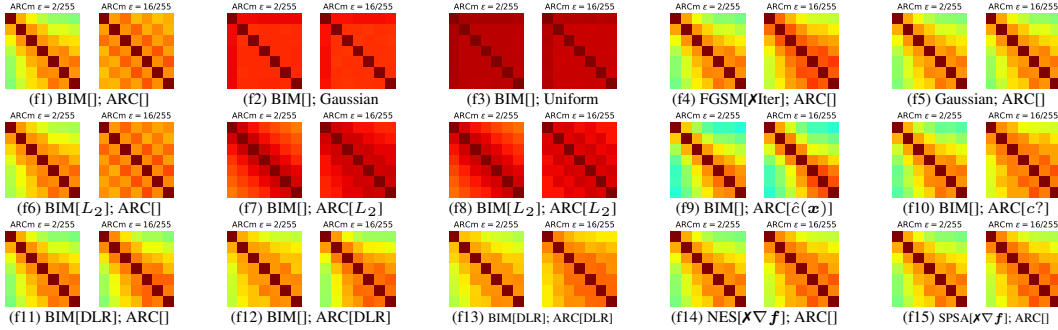 ARCm ε = 2/255 ARCm ε = 16/255 ARCm ε = 2/255 ARCm ε = 16/255 ARCm ε = 2/255 ARCm ε = 16/255 ARCm ε = 2/255 ARCm ε = 16/255 ARCm ε = 2/255 ARCm ε = 16/255
(f1) BIM[]; ARC[] (f2) BIM[]; Gaussian (f3) BIM[]; Uniform (f4) FGSM[✗Iter]; ARC[] (f5) Gaussian; ARC[]
ARCm ε = 2/255 ARCm ε = 16/255 ARCm ε = 2/255 ARCm ε = 16/255 ARCm ε = 2/255 ARCm ε = 16/255 ARCm ε = 2/255 ARCm ε = 16/255 ARCm ε = 2/255 ARCm ε = 16/255
(f6) BIM[L₂]; ARC[] (f7) BIM[]; ARC[L₂] (f8) BIM[L₂]; ARC[L₂] (f9) BIM[]; ARC[ĉ(x)] (f10) BIM[]; ARC[c?]
ARCm ε = 2/255 ARCm ε = 16/255 ARCm ε = 2/255 ARCm ε = 16/255 ARCm ε = 2/255 ARCm ε = 16/255 ARCm ε = 2/255 ARCm ε = 16/255 ARCm ε = 2/255 ARCm ε = 16/255
(f11) BIM[DLR]; ARC[] (f12) BIM[]; ARC[DLR] (f13) BIM[DLR]; ARC[DLR] (f14) NES[✗∇f]; ARC[] (f15) SPSA[✗∇f]; ARC[]